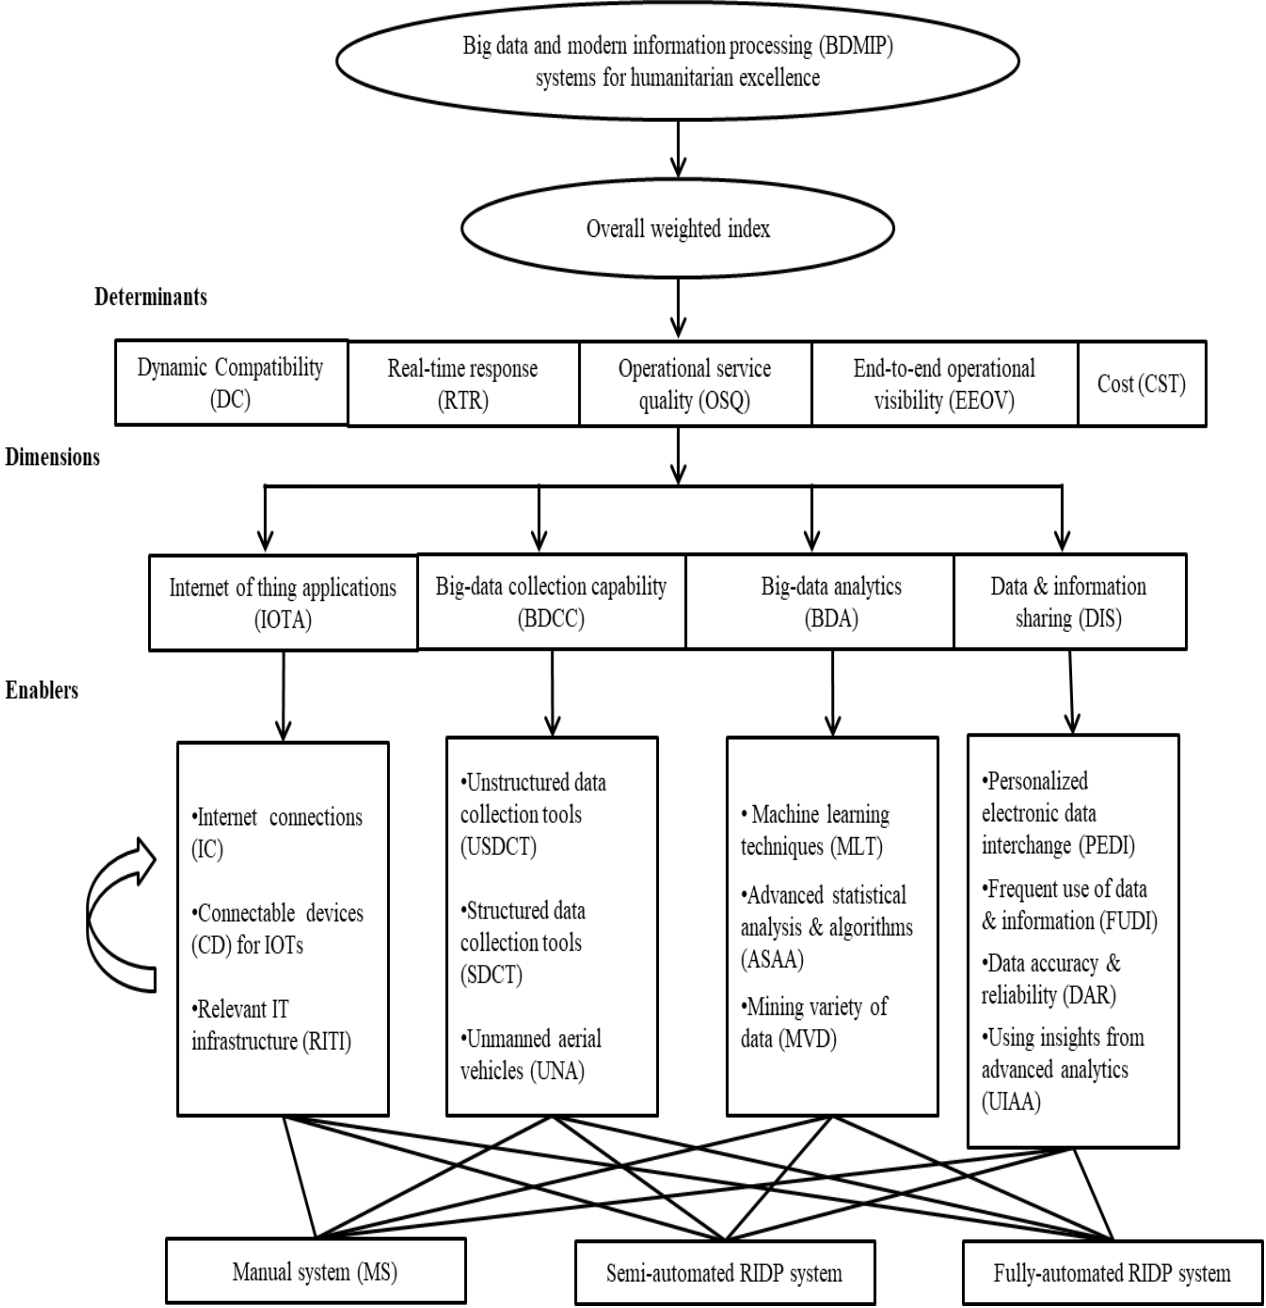 Big data and modern information processing (BDMIP)
systems for humanitarian excellence
Overall weighted index
Determinants
Dynamic Compatibility
(DC)
Real-time response
(RTR)
Operational service
quality (OSQ)
End-to-end operational
visibility (EEOV)
Cost (CST)
Dimensions
Internet of thing applications
(IOTA)
Big-data collection capability
(BDCC)
Big-data analytics
(BDA)
Data & information
sharing (DIS)
Enablers
•Internet connections
(IC)
•Connectable devices
(CD) for IOTs
•Relevant IT
infrastructure (RITI)
•Unstructured data
collection tools
(USDCT)
•Structured data
collection tools
(SDCT)
•Unmanned aerial
vehicles (UNA)
• Machine learning
techniques (MLT)
•Advanced statistical
analysis & algorithms
(ASAA)
•Mining variety of
data (MVD)
•Personalized
electronic data
interchange (PEDI)
•Frequent use of data
& information (FUDI)
•Data accuracy &
reliability (DAR)
•Using insights from
advanced analytics
(UIAA)
Manual system (MS)
Semi-automated RIDP system
Fully-automated RIDP system